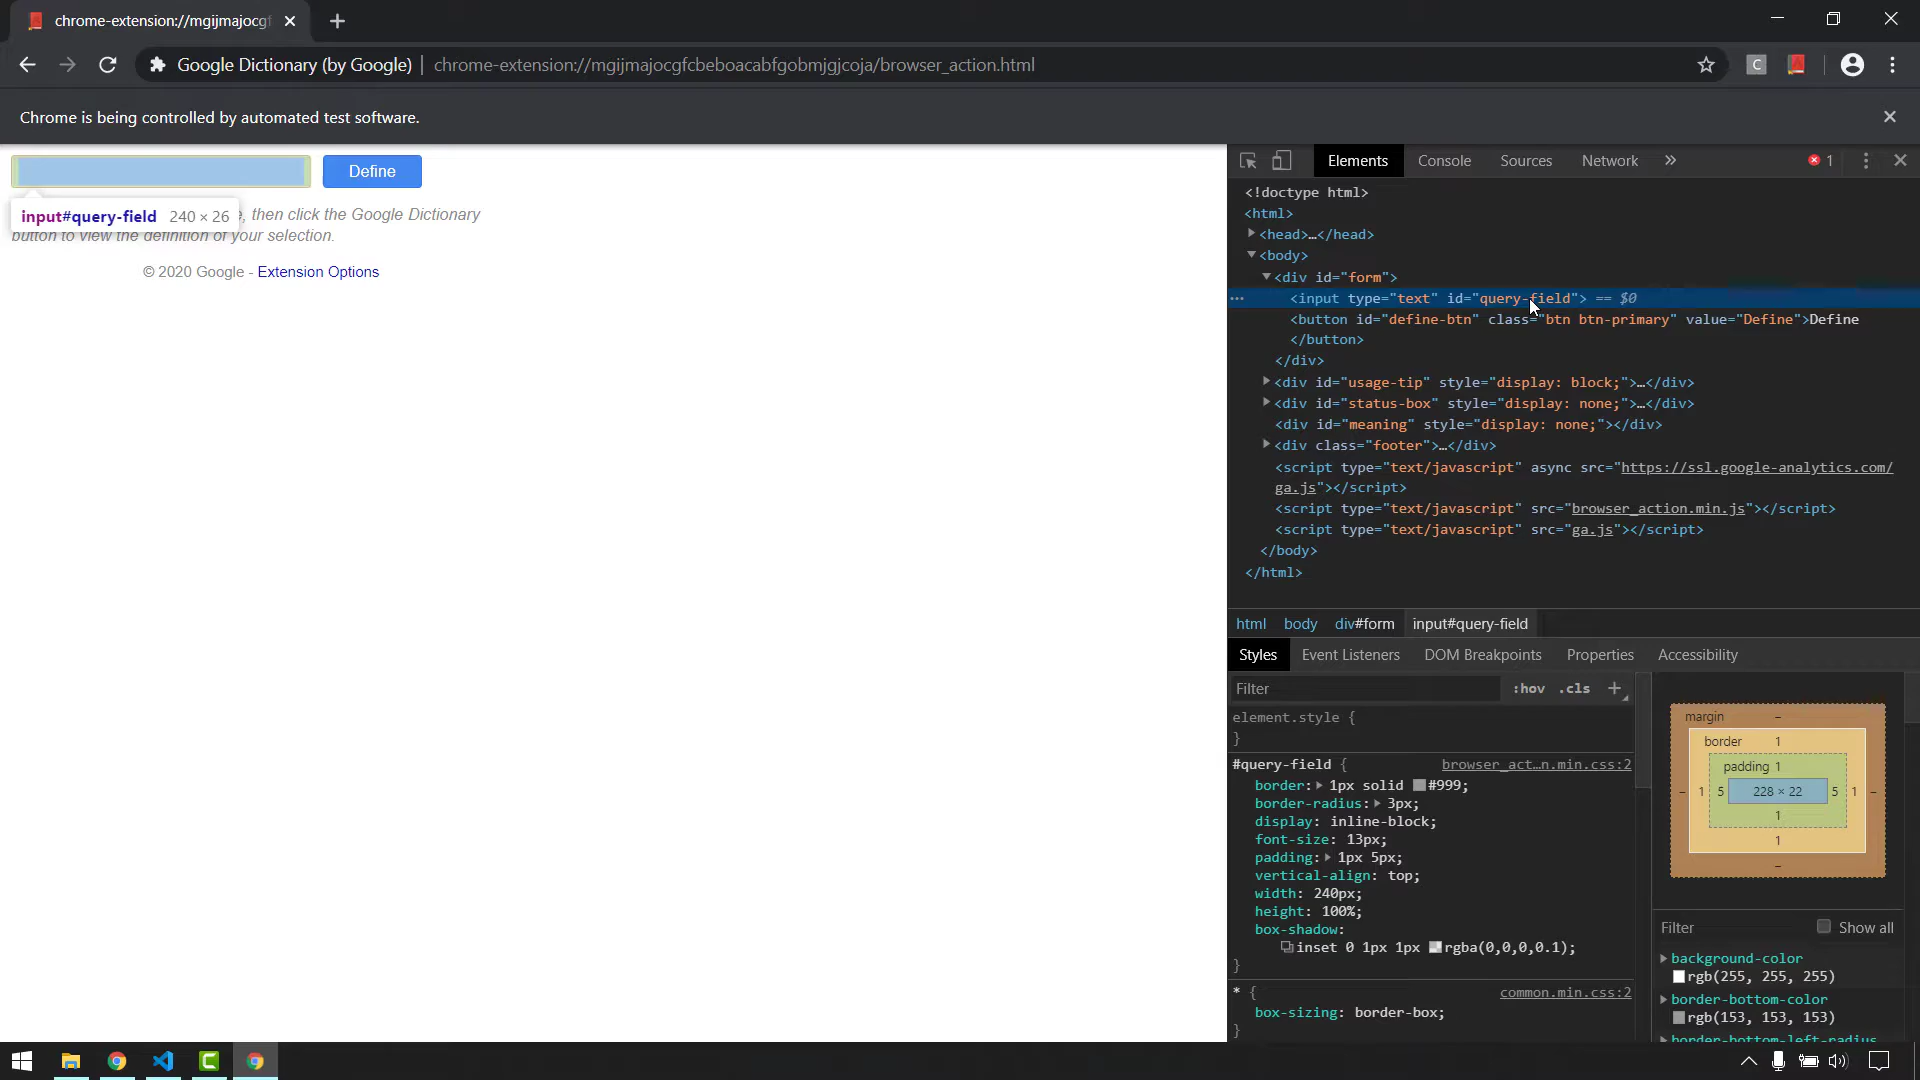 chrome-extension://mgijmajocgf
Google Dictionary (by Google) | chrome-extension://mgijmajocgfcbeboacabfgobmjgjcoja/browser_action.html
C
Chrome is being controlled by automated test software.
Define
input#query-field 240 × 26
e, then click the Google Dictionary
button to view the definition of your selection.
© 2020 Google - Extension Options
Elements Console Sources Network » 1
<!doctype html>
<html>
<head>…</head>
<body>
<div id="form">
<input type="text" id="query-field"> == $0
<button id="define-btn" class="btn btn-primary" value="Define">Define
</button>
</div>
<div id="usage-tip" style="display: block;">…</div>
<div id="status-box" style="display: none;">…</div>
<div id="meaning" style="display: none;"></div>
<div class="footer">…</div>
<script type="text/javascript" async src="https://ssl.google-analytics.com/
ga.js"></script>
<script type="text/javascript" src="browser_action.min.js"></script>
<script type="text/javascript" src="ga.js"></script>
</body>
</html>
html body div#form input#query-field
Styles Event Listeners DOM Breakpoints Properties Accessibility
Filter :hov .cls +
element.style {
}
#query-field { browser_act…n.min.css:2
border: 1px solid #999;
border-radius: 3px;
display: inline-block;
font-size: 13px;
padding: 1px 5px;
vertical-align: top;
width: 240px;
height: 100%;
box-shadow:
inset 0 1px 1px rgba(0,0,0,0.1);
}
* { common.min.css:2
box-sizing: border-box;
}
margin –
border 1
padding 1
– 1 5 228 × 22 5 1 –
1
1
–
Filter Show all
background-color
rgb(255, 255, 255)
border-bottom-color
rgb(153, 153, 153)
border-bottom-left-radius